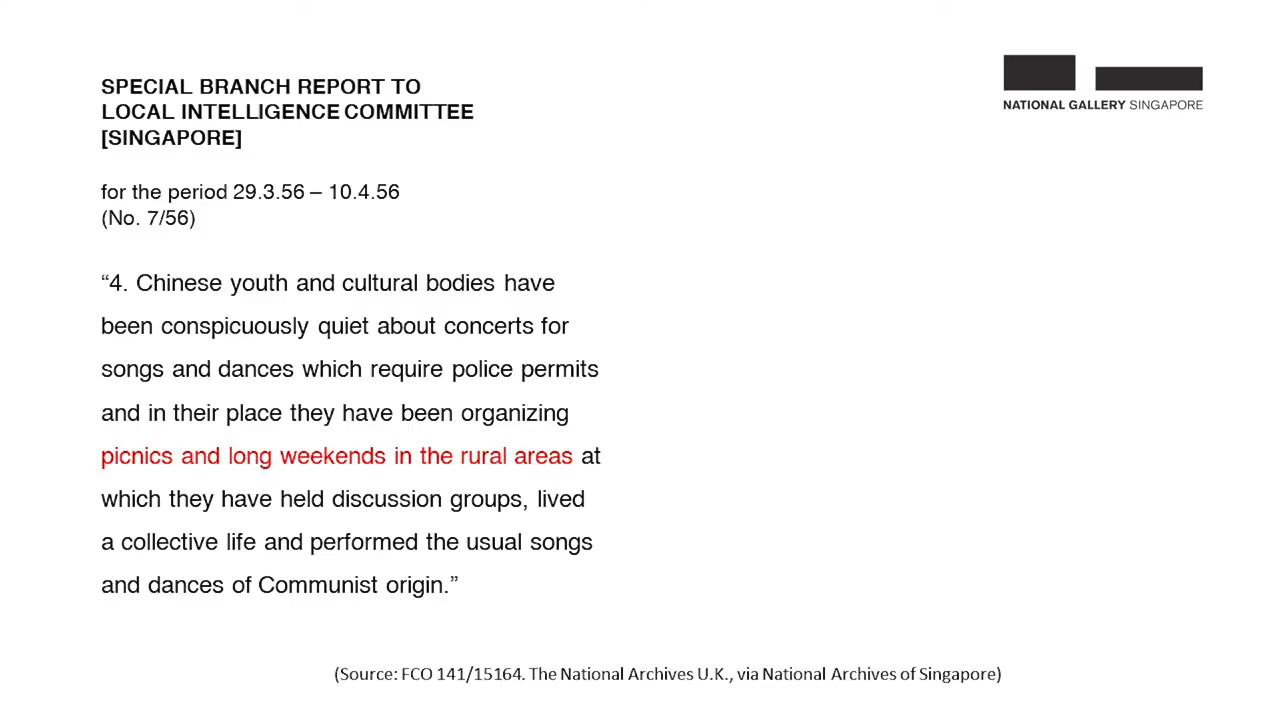 SPECIAL BRANCH REPORT TO
LOCAL INTELLIGENCE COMMITTEE
[SINGAPORE]
NATIONAL GALLERY SINGAPORE
for the period 29.3.56 – 10.4.56
(No. 7/56)
“4. Chinese youth and cultural bodies have
been conspicuously quiet about concerts for
songs and dances which require police permits
and in their place they have been organizing
picnics and long weekends in the rural areas at
which they have held discussion groups, lived
a collective life and performed the usual songs
and dances of Communist origin.”
(Source: FCO 141/15164. The National Archives U.K., via National Archives of Singapore)